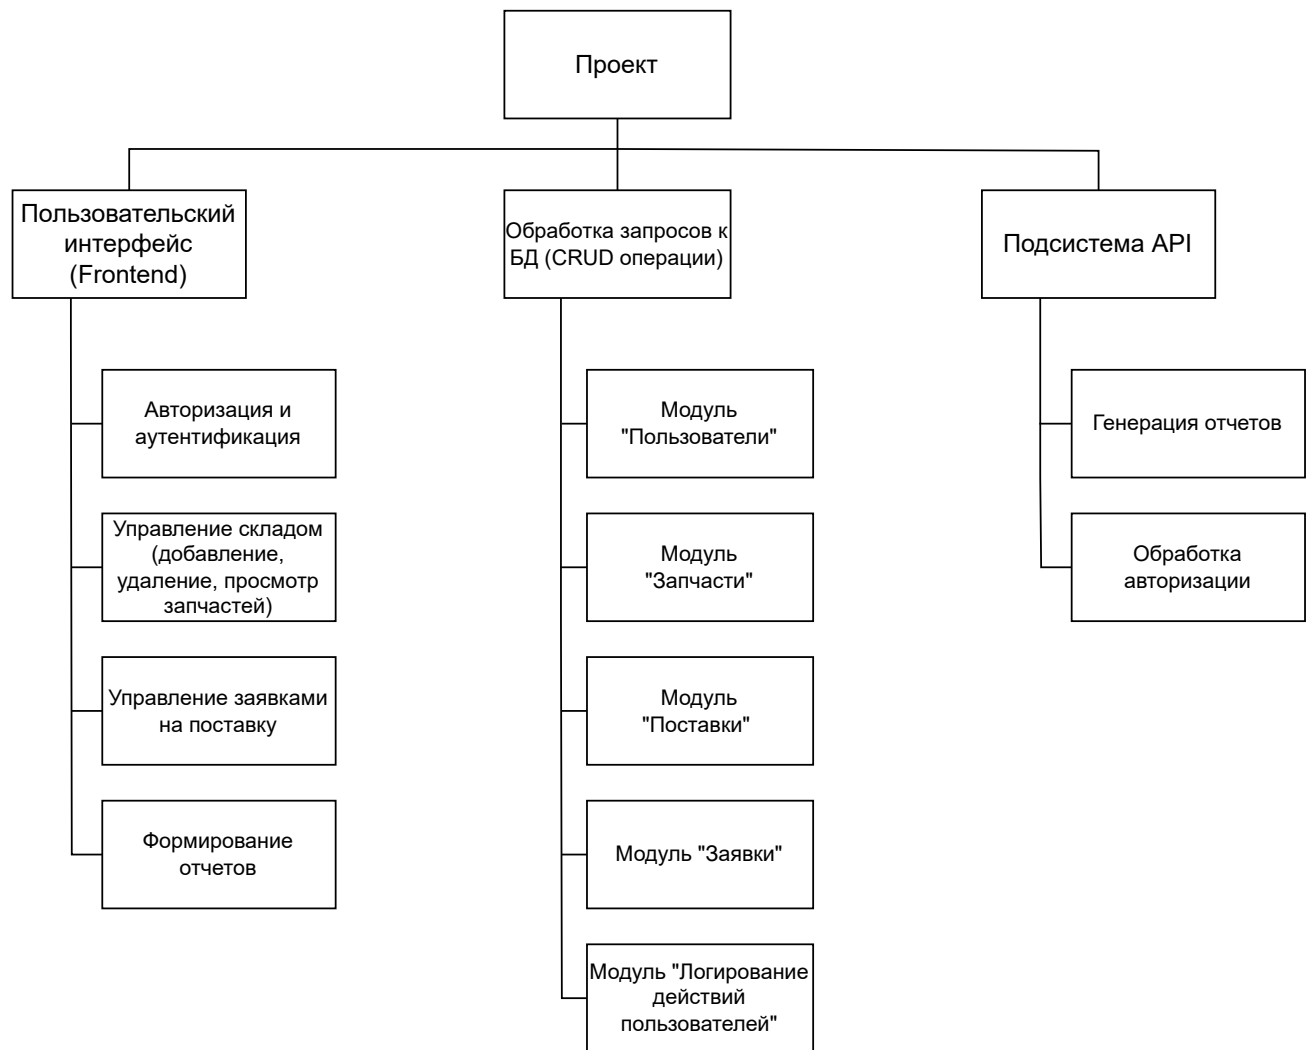 Проект
Пользовательский
интерфейс
(Frontend)
Обработка запросов к
БД (CRUD операции)
Подсистема API
Авторизация и
аутентификация
Управление складом
(добавление,
удаление, просмотр
запчастей)
Управление заявками
на поставку
Формирование
отчетов
Модуль
"Пользователи"
Модуль
"Запчасти"
Модуль
"Поставки"
Модуль "Заявки"
Модуль "Логирование
действий
пользователей"
Генерация отчетов
Обработка
авторизации